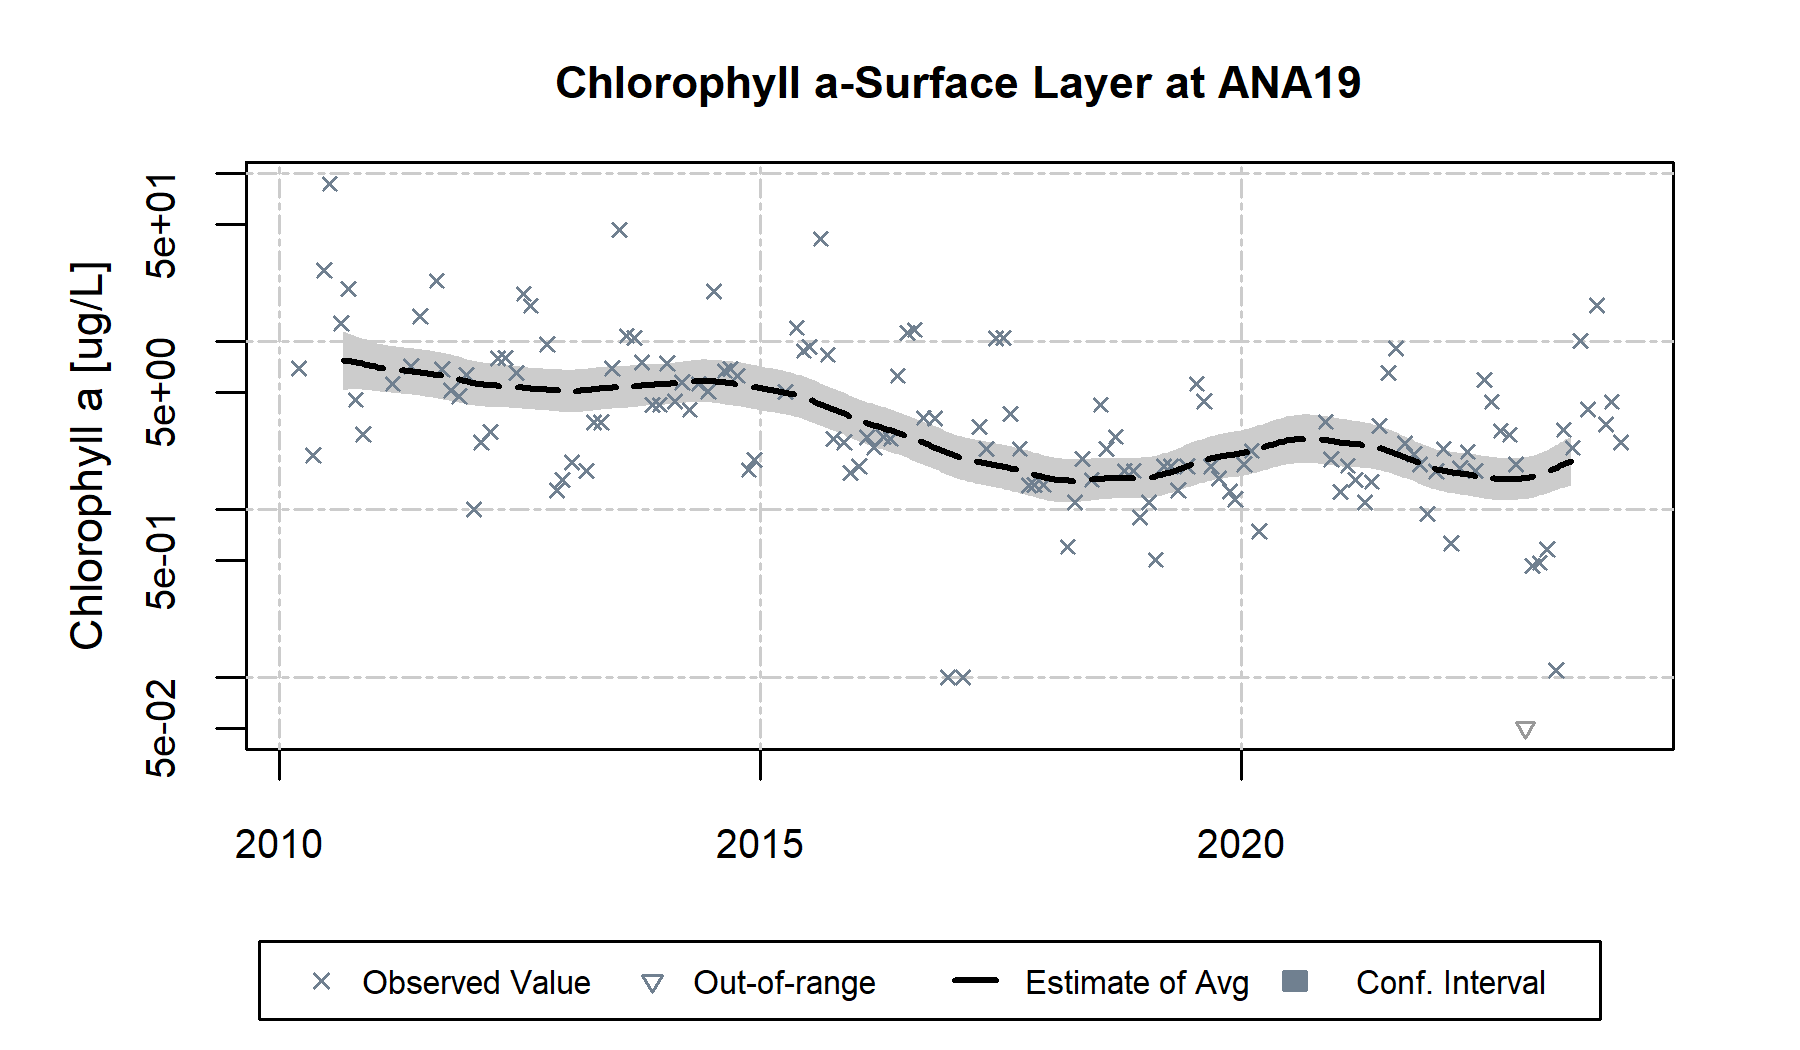 Chlorophyll a-Surface Layer at ANA19
Chlorophyll a [ug/L]
5e+01
5e+00
5e-01
5e-02
2010 2015 2020
Observed Value Out-of-range Estimate of Avg Conf. Interval